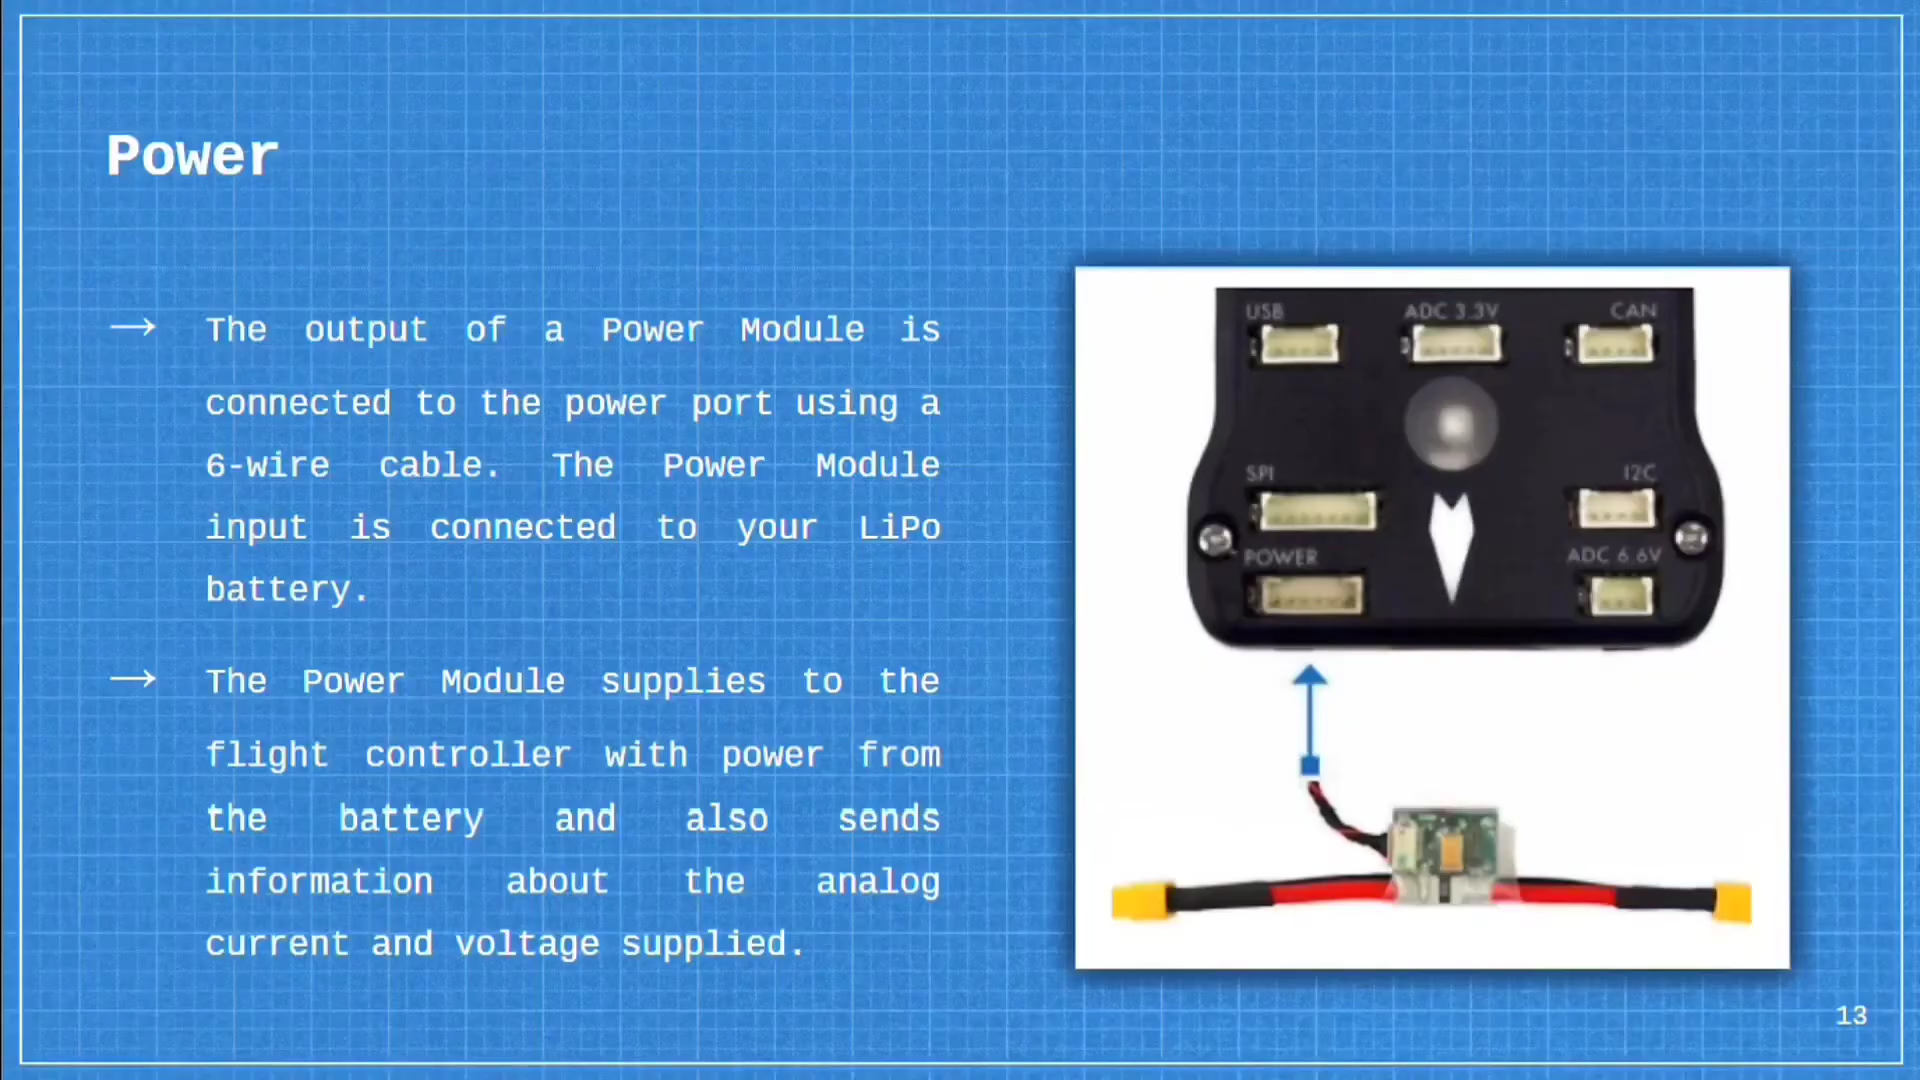 Power
→ The output of a Power Module is
connected to the power port using a
6-wire cable. The Power Module
input is connected to your LiPo
battery.
→ The Power Module supplies to the
flight controller with power from
the battery and also sends
information about the analog
current and voltage supplied.
USB ADC 3.3V CAN
SPI I2C
POWER ADC 6.6V
13